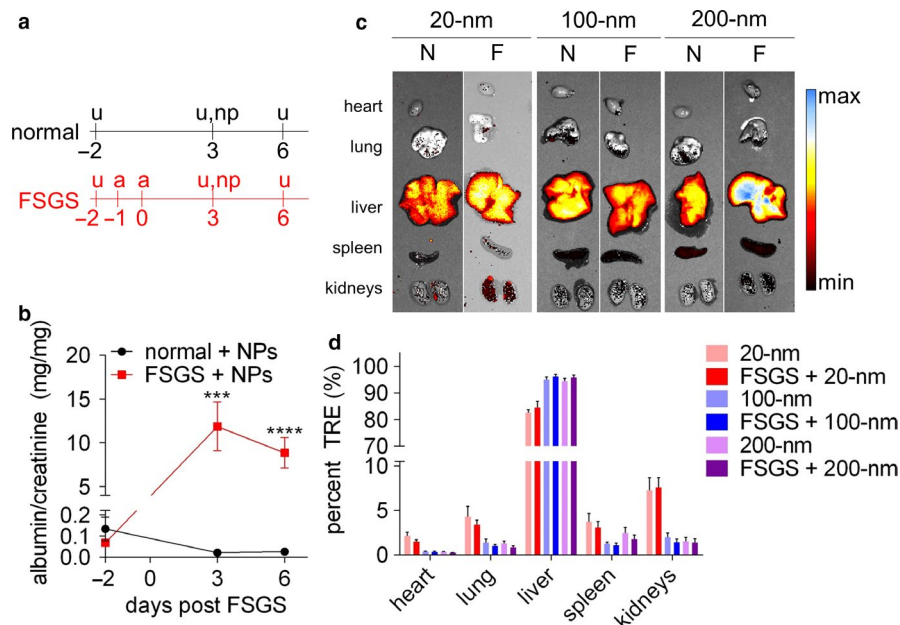 a
normal
u u,np u
−2 3 6
FSGS
u a a u,np u
−2 −1 0 3 6
b
albumin/creatinine (mg/mg)
normal + NPs
FSGS + NPs
20
15
10
5
0.2
0.1
0.0
***
****
−2 0 3 6
days post FSGS
c
20-nm 100-nm 200-nm
N F N F N F
heart
lung
liver
spleen
kidneys
max
min
d
percent TRE (%)
100
90
80
70
10
5
0
heart lung liver spleen kidneys
20-nm
FSGS + 20-nm
100-nm
FSGS + 100-nm
200-nm
FSGS + 200-nm